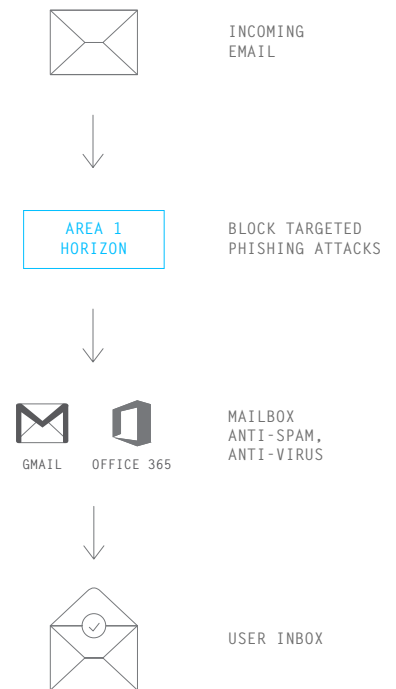 INCOMING
EMAIL
AREA 1
HORIZON
BLOCK TARGETED
PHISHING ATTACKS
GMAIL
OFFICE 365
MAILBOX
ANTI-SPAM,
ANTI-VIRUS
USER INBOX